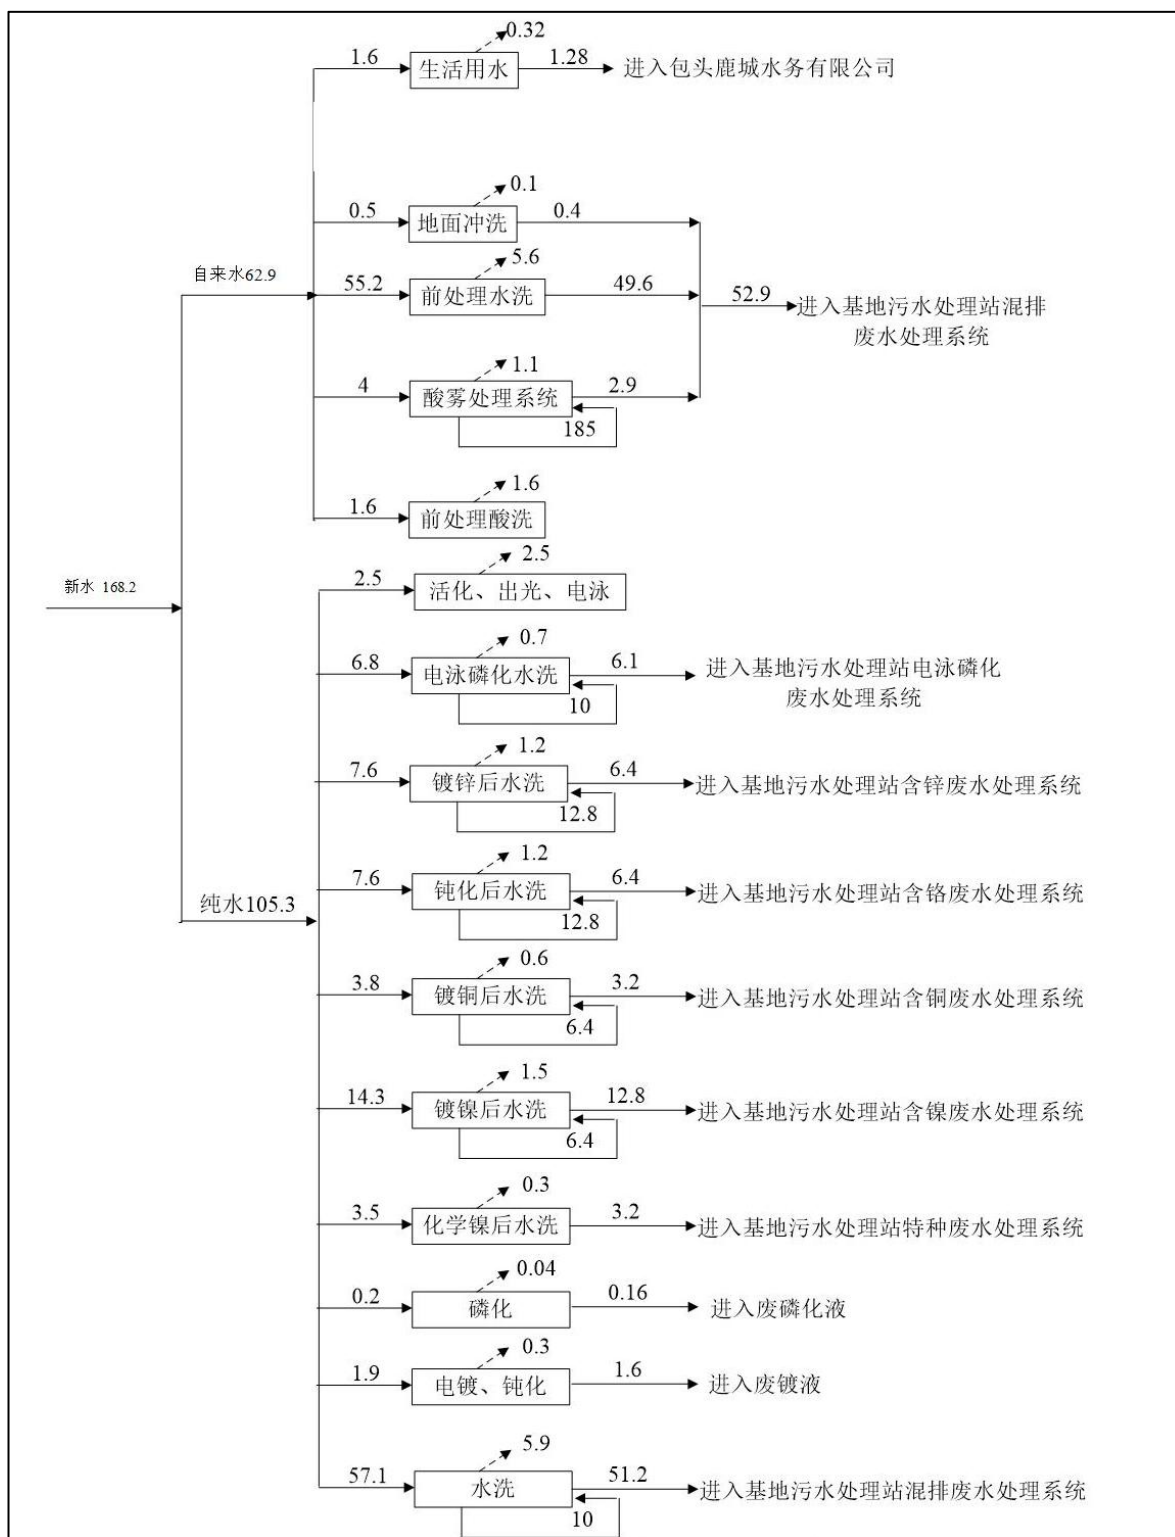 0.32
1.6
生活用水
1.28
进入包头鹿城水务有限公司
0.1
0.5
地面冲洗
0.4
自来水62.9
5.6
55.2
前处理水洗
49.6
52.9
进入基地污水处理站混排
废水处理系统
1.1
4
酸雾处理系统
2.9
185
1.6
1.6
前处理酸洗
新水 168.2
2.5
2.5
活化、出光、电泳
0.7
6.8
电泳磷化水洗
6.1
进入基地污水处理站电泳磷化
废水处理系统
10
1.2
7.6
镀锌后水洗
6.4
进入基地污水处理站含锌废水处理系统
12.8
纯水105.3
1.2
7.6
钝化后水洗
6.4
进入基地污水处理站含铬废水处理系统
12.8
0.6
3.8
镀铜后水洗
3.2
进入基地污水处理站含铜废水处理系统
6.4
1.5
14.3
镀镍后水洗
12.8
进入基地污水处理站含镍废水处理系统
6.4
0.3
3.5
化学镍后水洗
3.2
进入基地污水处理站特种废水处理系统
0.04
0.2
磷化
0.16
进入废磷化液
0.3
1.9
电镀、钝化
1.6
进入废镀液
5.9
57.1
水洗
51.2
进入基地污水处理站混排废水处理系统
10